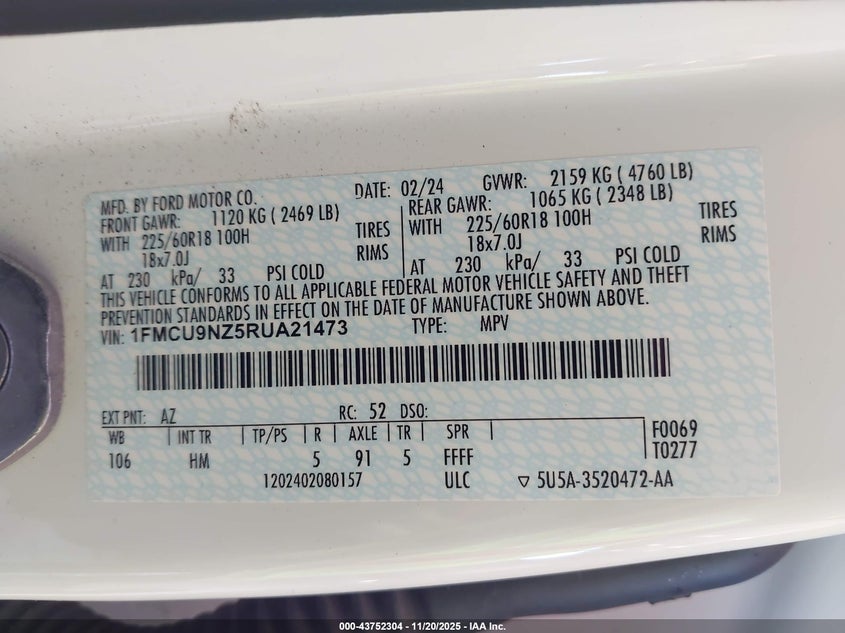 MFD. BY FORD MOTOR CO. DATE: 02/24 GVWR: 2159 KG ( 4760 LB)
FRONT GAWR: 1120 KG ( 2469 LB) REAR GAWR: 1065 KG ( 2348 LB)
WITH 225/60R18 100H TIRES WITH 225/60R18 100H TIRES
18x7.0J RIMS 18x7.0J RIMS
AT 230 kPa/ 33 PSI COLD AT 230 kPa/ 33 PSI COLD
THIS VEHICLE CONFORMS TO ALL APPLICABLE FEDERAL MOTOR VEHICLE SAFETY AND THEFT
PREVENTION STANDARDS IN EFFECT ON THE DATE OF MANUFACTURE SHOWN ABOVE.
VIN: 1FMCU9NZ5RUA21473 TYPE: MPV
EXT PNT: AZ RC: 52 DSO:
WB INT TR TP/PS R AXLE TR SPR F0069
106 HM 5 91 5 FFFF T0277
1202402080157 ULC ▽ 5U5A-3520472-AA
000-43752304 - 11/20/2025 - IAA Inc.